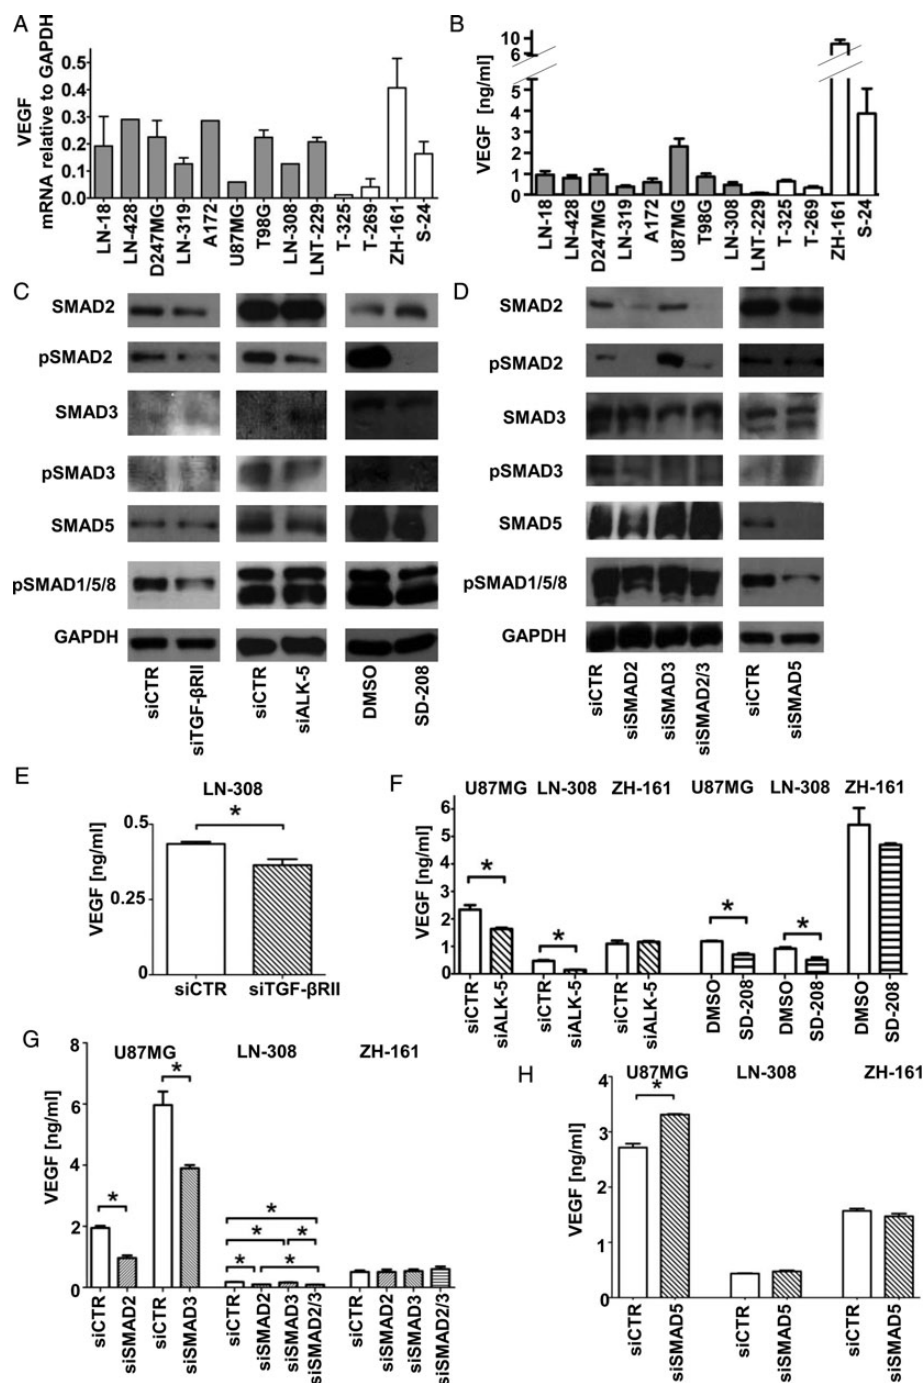 A
VEGF
mRNA relative to GAPDH
0.5
0.4
0.3
0.2
0.1
0.0
LN-18
LN-428
D247MG
LN-319
A172
U87MG
T98G
LN-308
LNT-229
T-325
T-269
ZH-161
S-24
B
VEGF [ng/ml]
10
6
5
4
3
2
1
0
LN-18
LN-428
D247MG
LN-319
A172
U87MG
T98G
LN-308
LNT-229
T-325
T-269
ZH-161
S-24
C
SMAD2
pSMAD2
SMAD3
pSMAD3
SMAD5
pSMAD1/5/8
GAPDH
siCTR
siTGF-βRII
siCTR
siALK-5
DMSO
SD-208
D
SMAD2
pSMAD2
SMAD3
pSMAD3
SMAD5
pSMAD1/5/8
GAPDH
siCTR
siSMAD2
siSMAD3
siSMAD2/3
siCTR
siSMAD5
E
LN-308
*
VEGF [ng/ml]
0.5
0.25
0
siCTR
siTGF-βRII
F
U87MG LN-308 ZH-161 U87MG LN-308 ZH-161
VEGF [ng/ml]
6
5
4
3
2
1
0
* * * *
siCTR
siALK-5
siCTR
siALK-5
siCTR
siALK-5
DMSO
SD-208
DMSO
SD-208
DMSO
SD-208
G
U87MG LN-308 ZH-161
VEGF [ng/ml]
8
6
4
2
0
* * * * * * *
siCTR
siSMAD2
siCTR
siSMAD3
siCTR
siSMAD2
siSMAD3
siSMAD2/3
siCTR
siSMAD2
siSMAD3
siSMAD2/3
H
U87MG LN-308 ZH-161
*
VEGF [ng/ml]
4
3
2
1
0
siCTR
siSMAD5
siCTR
siSMAD5
siCTR
siSMAD5